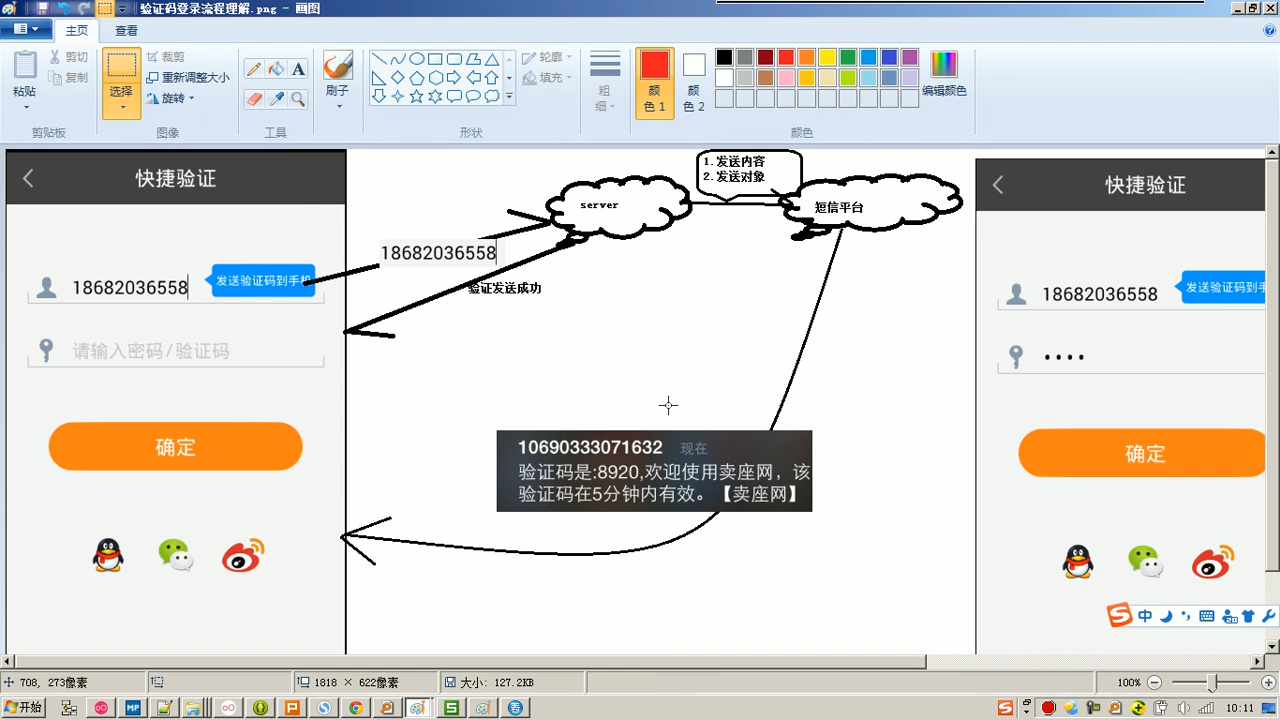 验证码登录流程理解.png - 画图
主页
查看
粘贴
剪切
复制
剪贴板
选择
裁剪
重新调整大小
旋转
图像
A
工具
刷子
轮廓
填充
形状
粗细
颜色 1
颜色 2
编辑颜色
颜色
快捷验证
18682036558
发送验证码到手机
请输入密码/验证码
确定
18682036558
验证发送成功
server
1. 发送内容
2. 发送对象
短信平台
10690333071632 现在
验证码是:8920,欢迎使用卖座网，该
验证码在5分钟内有效。【卖座网】
快捷验证
18682036558
发送验证码到手
确定
中
708, 273像素
1818 × 622像素
大小: 127.2KB
100%
开始
MP
10:11